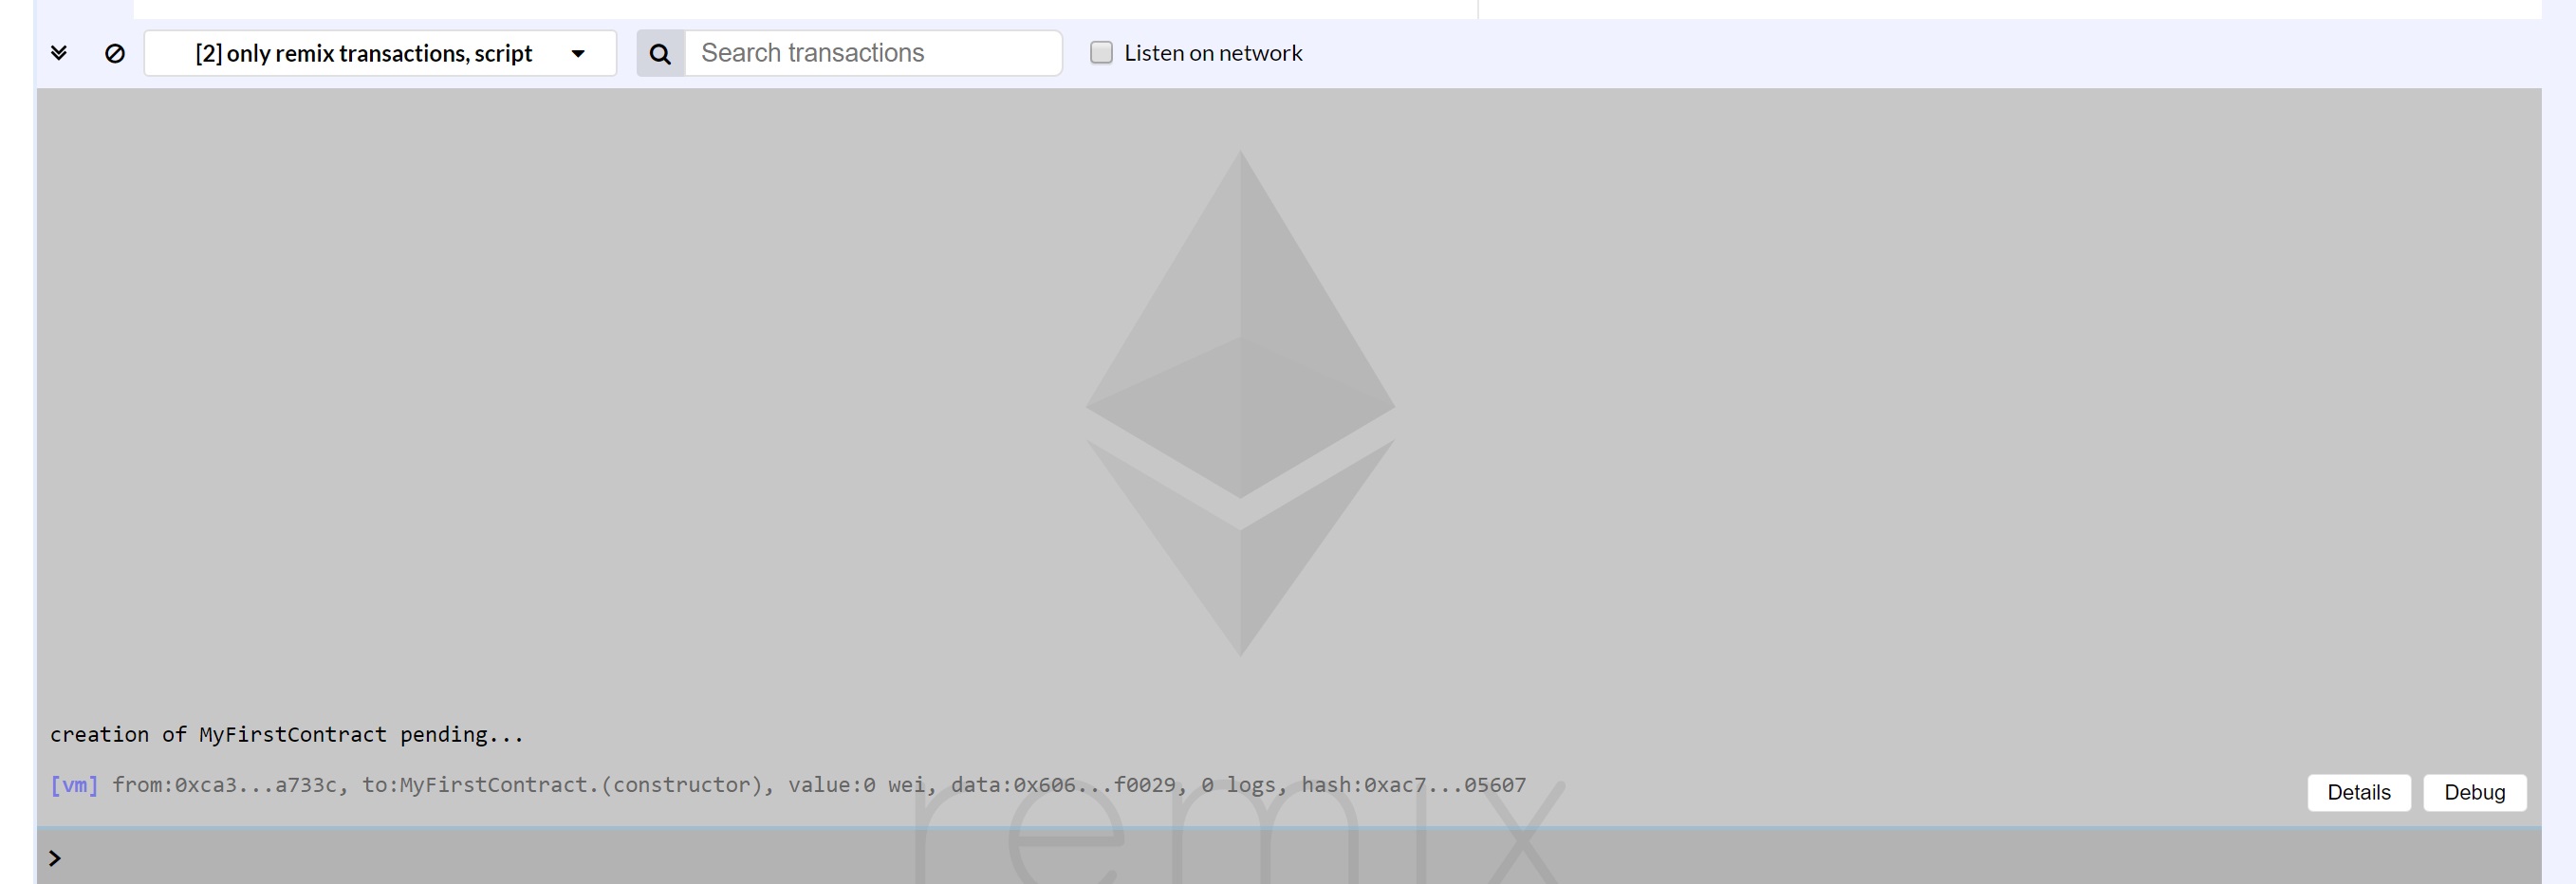 [2] only remix transactions, script
Search transactions
Listen on network
creation of MyFirstContract pending...
[vm] from:0xca3...a733c, to:MyFirstContract.(constructor), value:0 wei, data:0x606...f0029, 0 logs, hash:0xac7...05607
Details
Debug
remix
>